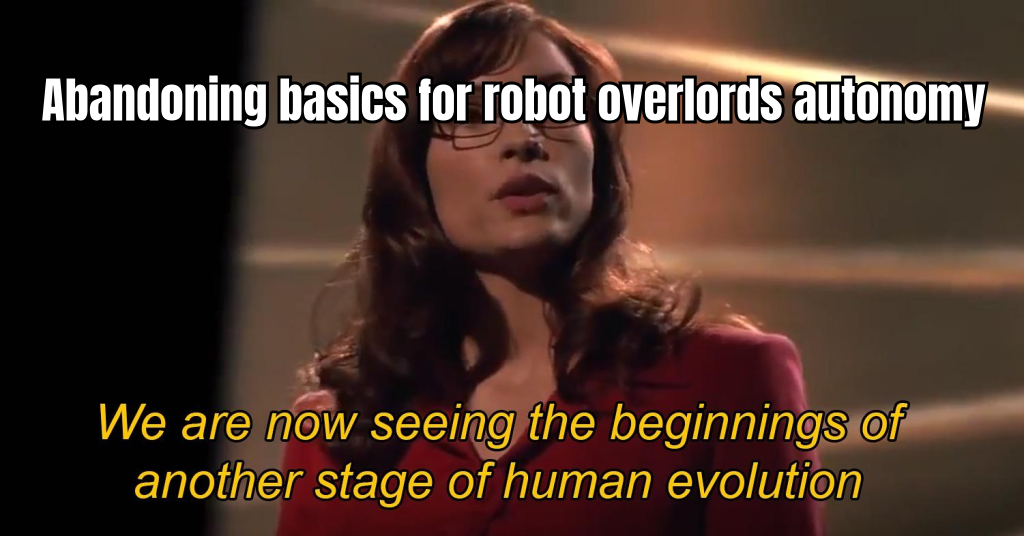 Abandoning basics for robot overlords autonomy
We are now seeing the beginnings of
another stage of human evolution